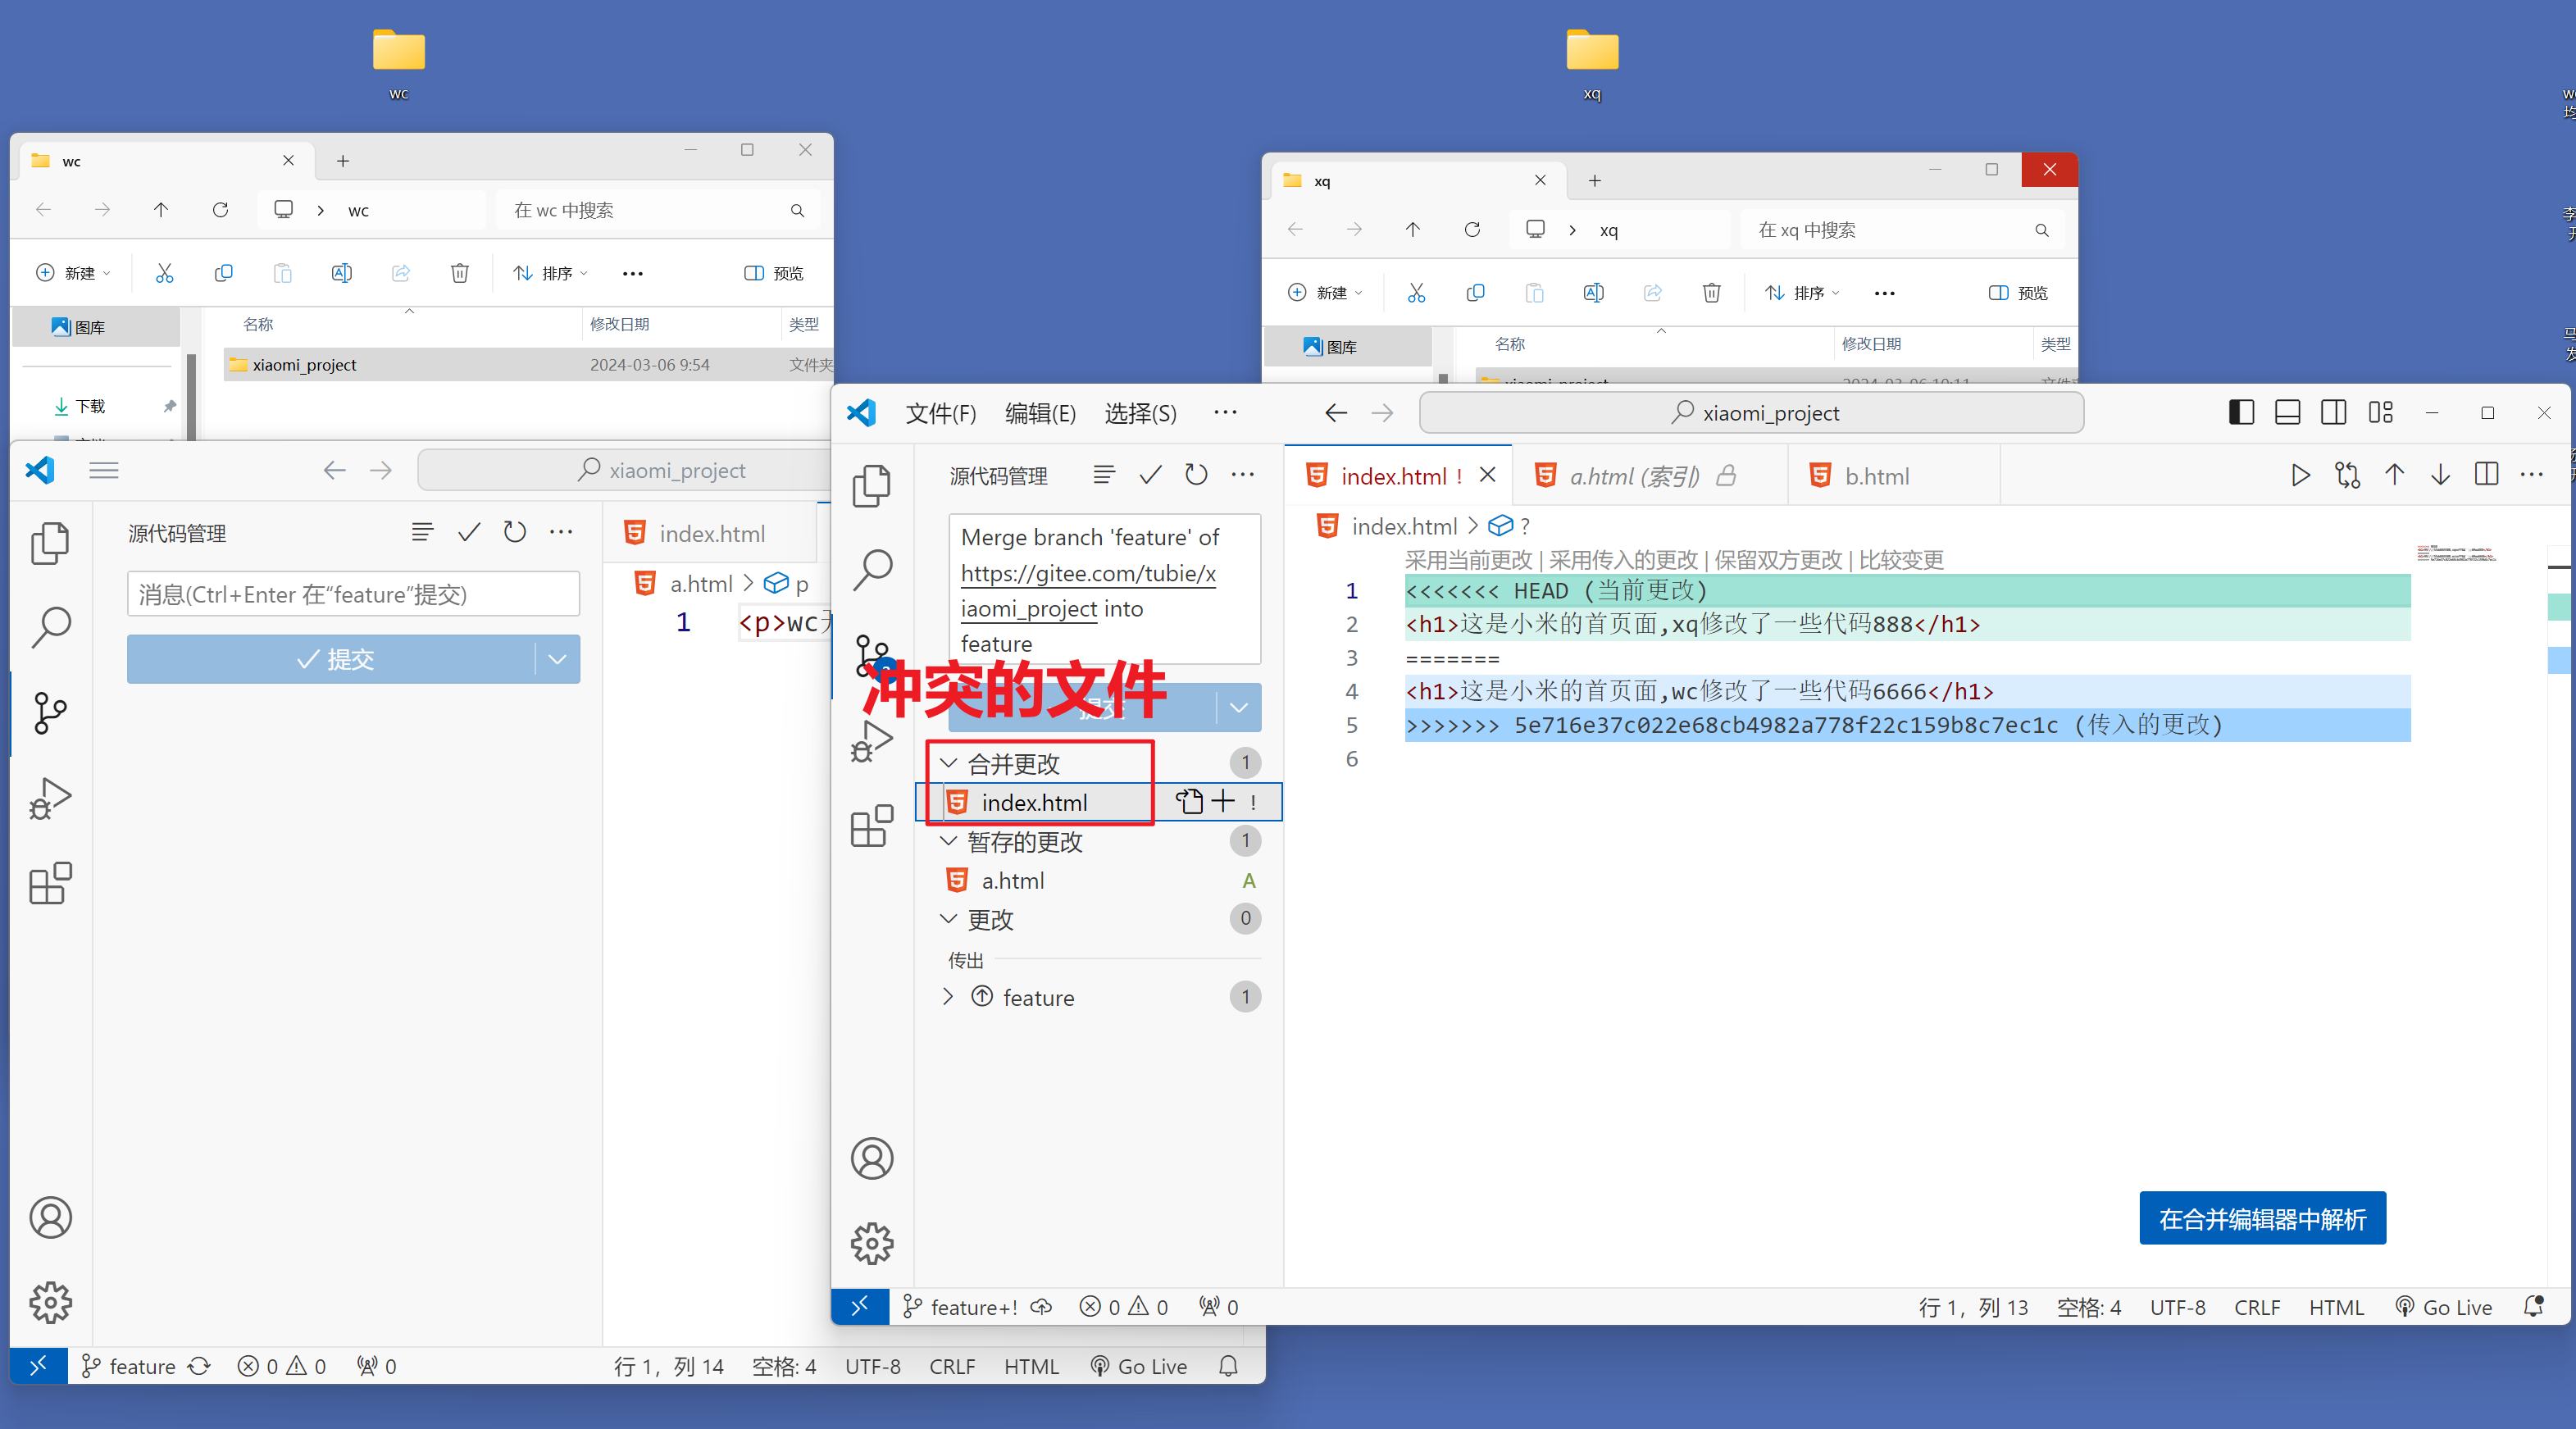 wc
xq
wc
在 wc 中搜索
wc
新建
排序
预览
图库
名称
修改日期
类型
xiaomi_project
2024-03-06 9:54
文件夹
下载
xq
xq
在 xq 中搜索
新建
排序
预览
图库
名称
修改日期
类型
xiaomi_project
源代码管理
消息(Ctrl+Enter 在“feature”提交)
提交
index.html
a.html > p
1 <p>wc
feature
0
0
0
行 1，列 14
空格: 4
UTF-8
CRLF
HTML
Go Live
文件(F)
编辑(E)
选择(S)
···
xiaomi_project
源代码管理
Merge branch 'feature' of
https://gitee.com/tubie/x
iaomi_project into
feature
冲突的文件
提交
合并更改
1
index.html
!
暂存的更改
1
a.html
A
更改
0
传出
feature
1
index.html !
a.html (索引)
b.html
index.html > ?
采用当前更改 | 采用传入的更改 | 保留双方更改 | 比较变更
1 <<<<<<< HEAD (当前更改)
2 <h1>这是小米的首页面,xq修改了一些代码888</h1>
3 =======
4 <h1>这是小米的首页面,wc修改了一些代码6666</h1>
5 >>>>>>> 5e716e37c022e68cb4982a778f22c159b8c7ec1c (传入的更改)
6
在合并编辑器中解析
feature+!
0
0
0
行 1，列 13
空格: 4
UTF-8
CRLF
HTML
Go Live